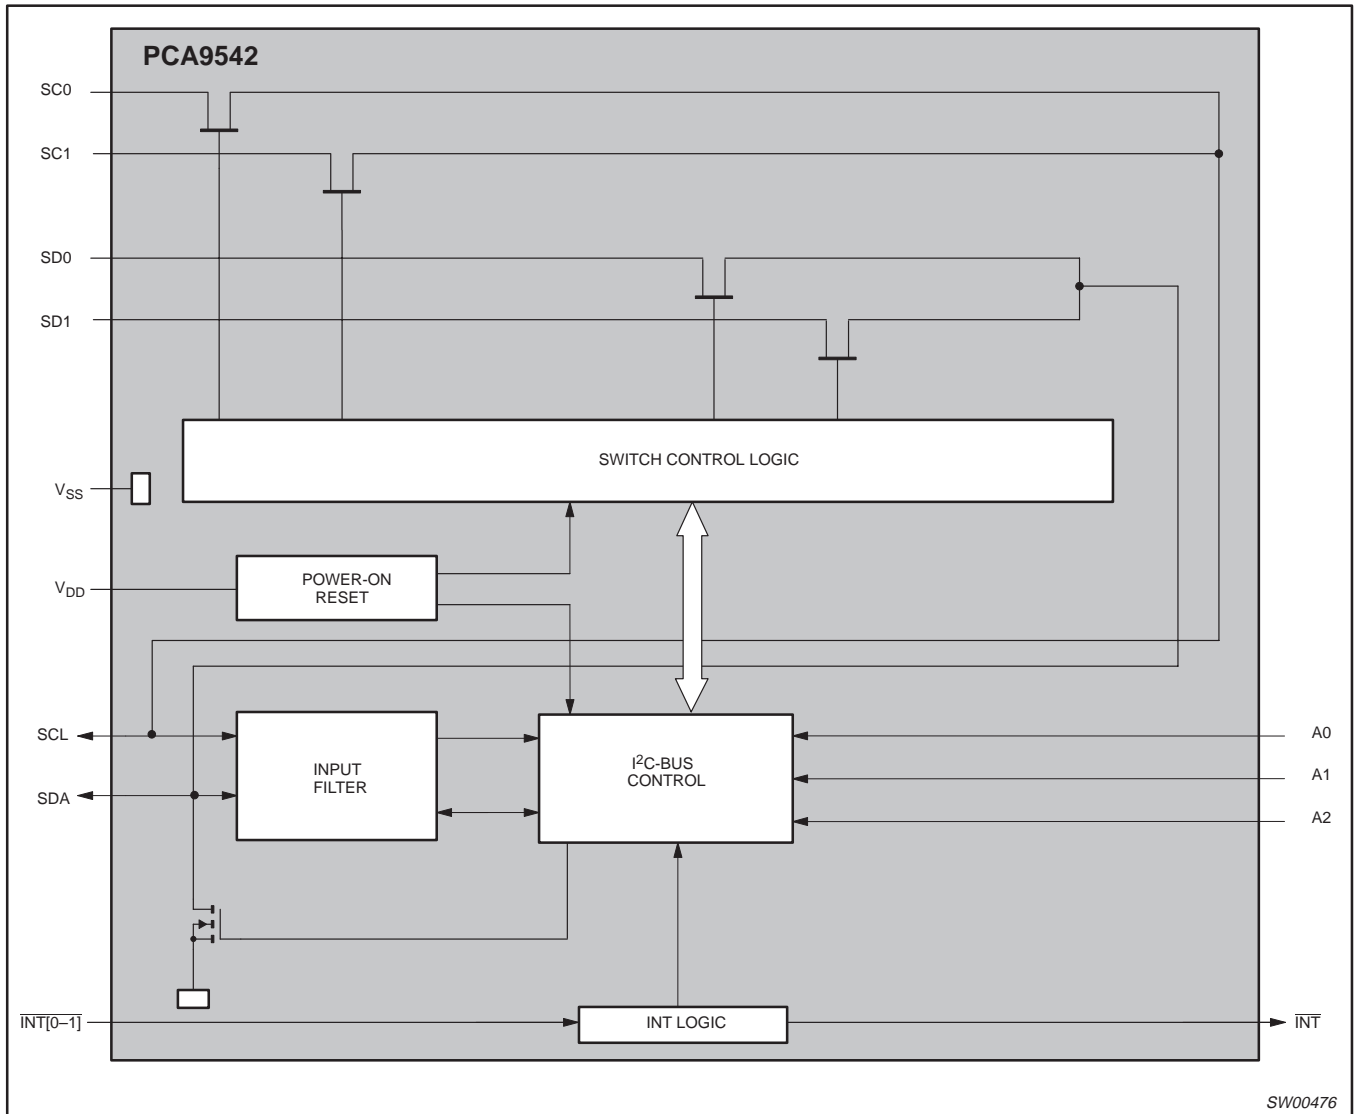 PCA9542
SC0
SC1
SD0
SD1
SWITCH CONTROL LOGIC
VSS
VDD
POWER-ON
RESET
SCL
SDA
INPUT
FILTER
I2C-BUS
CONTROL
A0
A1
A2
INT[0–1]
INT LOGIC
INT
SW00476